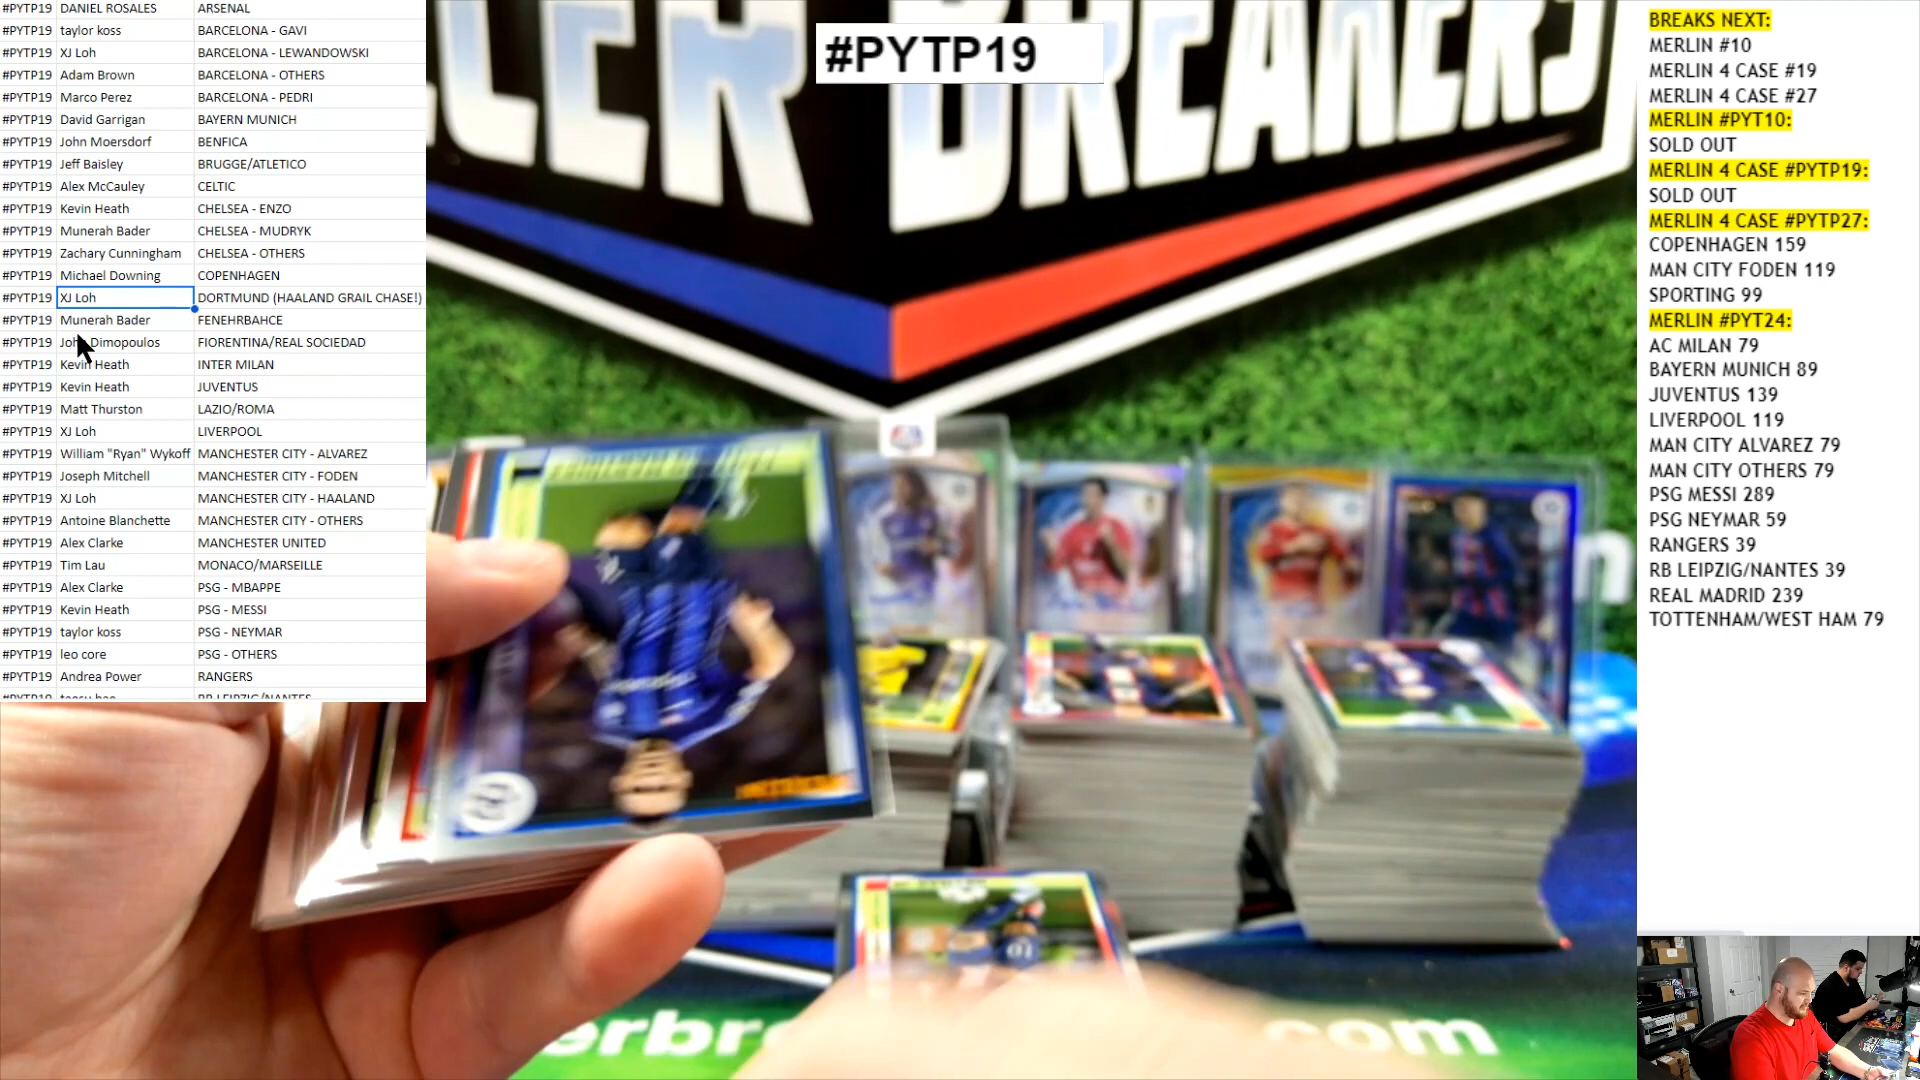 #PYTP19 DANIEL ROSALES ARSENAL
#PYTP19 taylor koss BARCELONA - GAVI
#PYTP19 XJ Loh BARCELONA - LEWANDOWSKI
#PYTP19 Adam Brown BARCELONA - OTHERS
#PYTP19 Marco Perez BARCELONA - PEDRI
#PYTP19 David Garrigan BAYERN MUNICH
#PYTP19 John Moersdorf BENFICA
#PYTP19 Jeff Baisley BRUGGE/ATLETICO
#PYTP19 Alex McCauley CELTIC
#PYTP19 Kevin Heath CHELSEA - ENZO
#PYTP19 Munerah Bader CHELSEA - MUDRYK
#PYTP19 Zachary Cunningham CHELSEA - OTHERS
#PYTP19 Michael Downing COPENHAGEN
#PYTP19 XJ Loh DORTMUND (HAALAND GRAIL CHASE!)
#PYTP19 Munerah Bader FENEHRBAHCE
#PYTP19 John Dimopoulos FIORENTINA/REAL SOCIEDAD
#PYTP19 Kevin Heath INTER MILAN
#PYTP19 Kevin Heath JUVENTUS
#PYTP19 Matt Thurston LAZIO/ROMA
#PYTP19 XJ Loh LIVERPOOL
#PYTP19 William "Ryan" Wykoff MANCHESTER CITY - ALVAREZ
#PYTP19 Joseph Mitchell MANCHESTER CITY - FODEN
#PYTP19 XJ Loh MANCHESTER CITY - HAALAND
#PYTP19 Antoine Blanchette MANCHESTER CITY - OTHERS
#PYTP19 Alex Clarke MANCHESTER UNITED
#PYTP19 Tim Lau MONACO/MARSEILLE
#PYTP19 Alex Clarke PSG - MBAPPE
#PYTP19 Kevin Heath PSG - MESSI
#PYTP19 taylor koss PSG - NEYMAR
#PYTP19 leo core PSG - OTHERS
#PYTP19 Andrea Power RANGERS
#PYTP19 RB LEIPZIG/NANTES
#PYTP19
CER BREAKERS
erbre com
BREAKS NEXT:
MERLIN #10
MERLIN 4 CASE #19
MERLIN 4 CASE #27
MERLIN #PYT10:
SOLD OUT
MERLIN 4 CASE #PYTP19:
SOLD OUT
MERLIN 4 CASE #PYTP27:
COPENHAGEN 159
MAN CITY FODEN 119
SPORTING 99
MERLIN #PYT24:
AC MILAN 79
BAYERN MUNICH 89
JUVENTUS 139
LIVERPOOL 119
MAN CITY ALVAREZ 79
MAN CITY OTHERS 79
PSG MESSI 289
PSG NEYMAR 59
RANGERS 39
RB LEIPZIG/NANTES 39
REAL MADRID 239
TOTTENHAM/WEST HAM 79